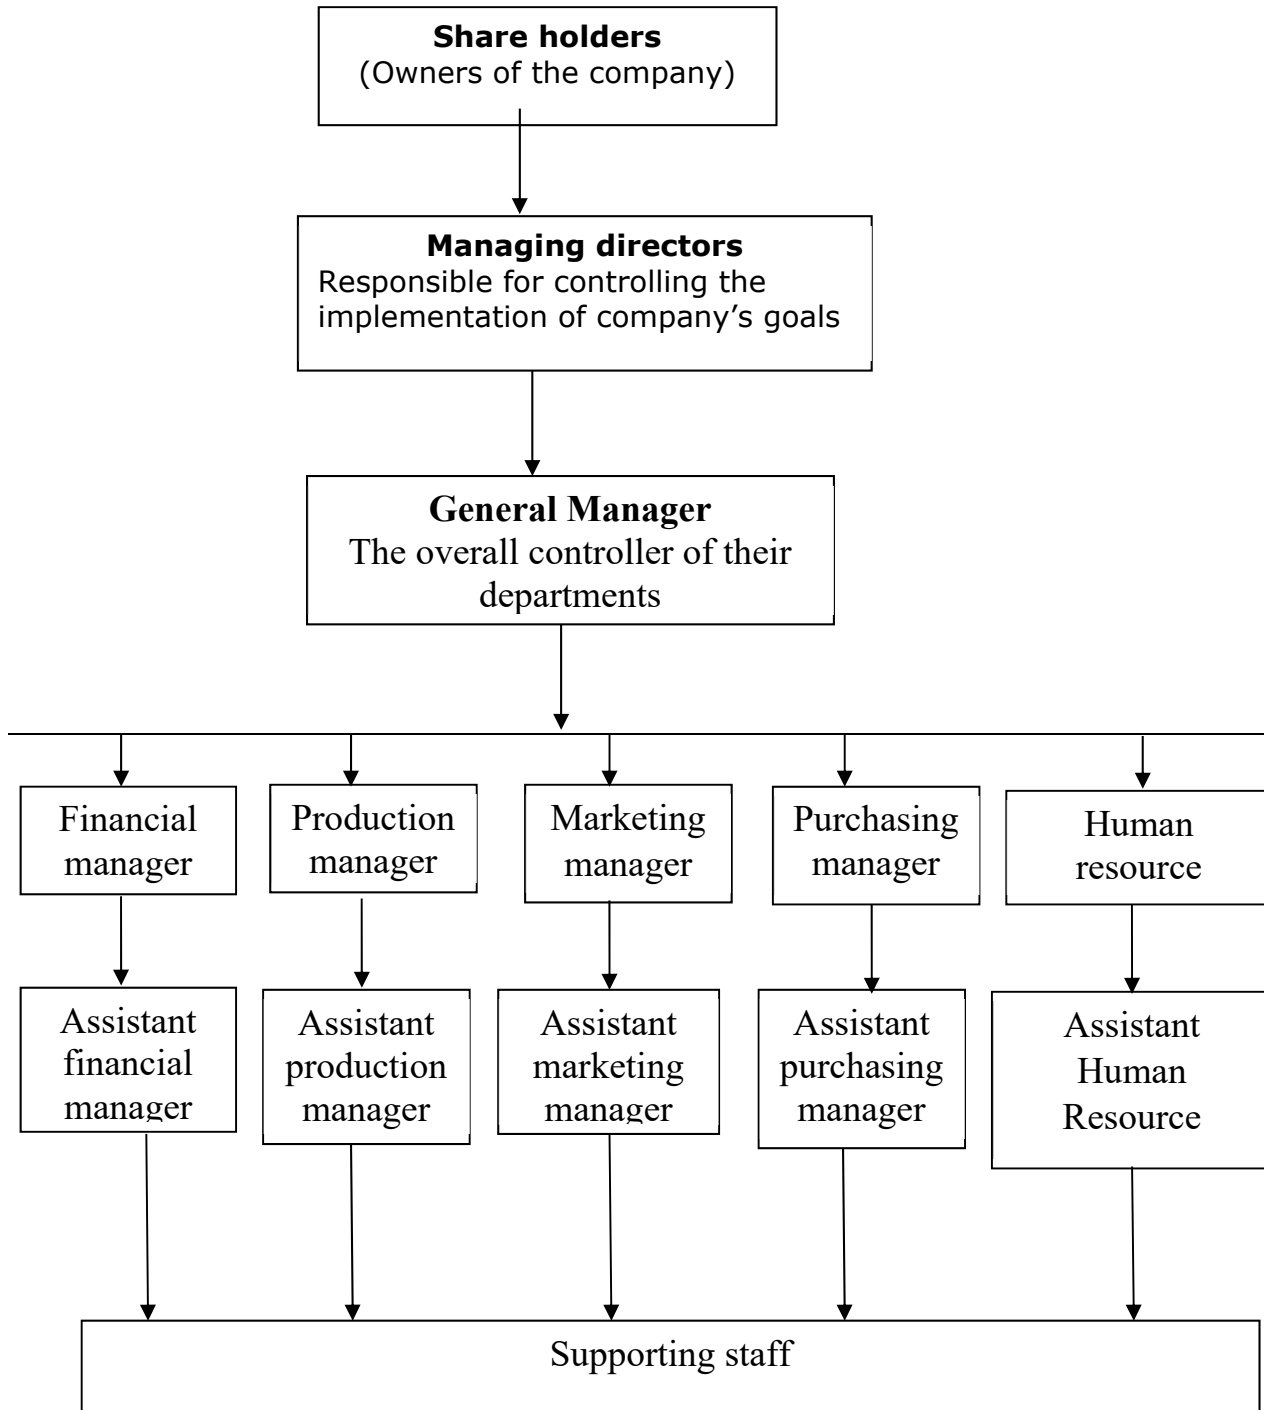 Share holders
(Owners of the company)
Managing directors
Responsible for controlling the
implementation of company’s goals
General Manager
The overall controller of their
departments
Financial
manager
Production
manager
Marketing
manager
Purchasing
manager
Human
resource
Assistant
financial
manager
Assistant
production
manager
Assistant
marketing
manager
Assistant
purchasing
manager
Assistant
Human
Resource
Supporting staff